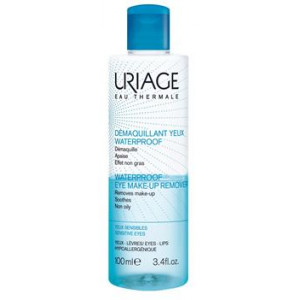 URIAGE
EAU THERMALE
DÉMAQUILLANT YEUX
WATERPROOF
Démaquille
Apaise
Effet non gras
WATERPROOF
EYE MAKE-UP REMOVER
Removes make-up
Soothes
Non oily
YEUX SENSIBLES
SENSITIVE EYES
YEUX - LÈVRES/ EYES - LIPS
HYPOALLERGÉNIQUE
100ml℮ 3.4fl.oz.